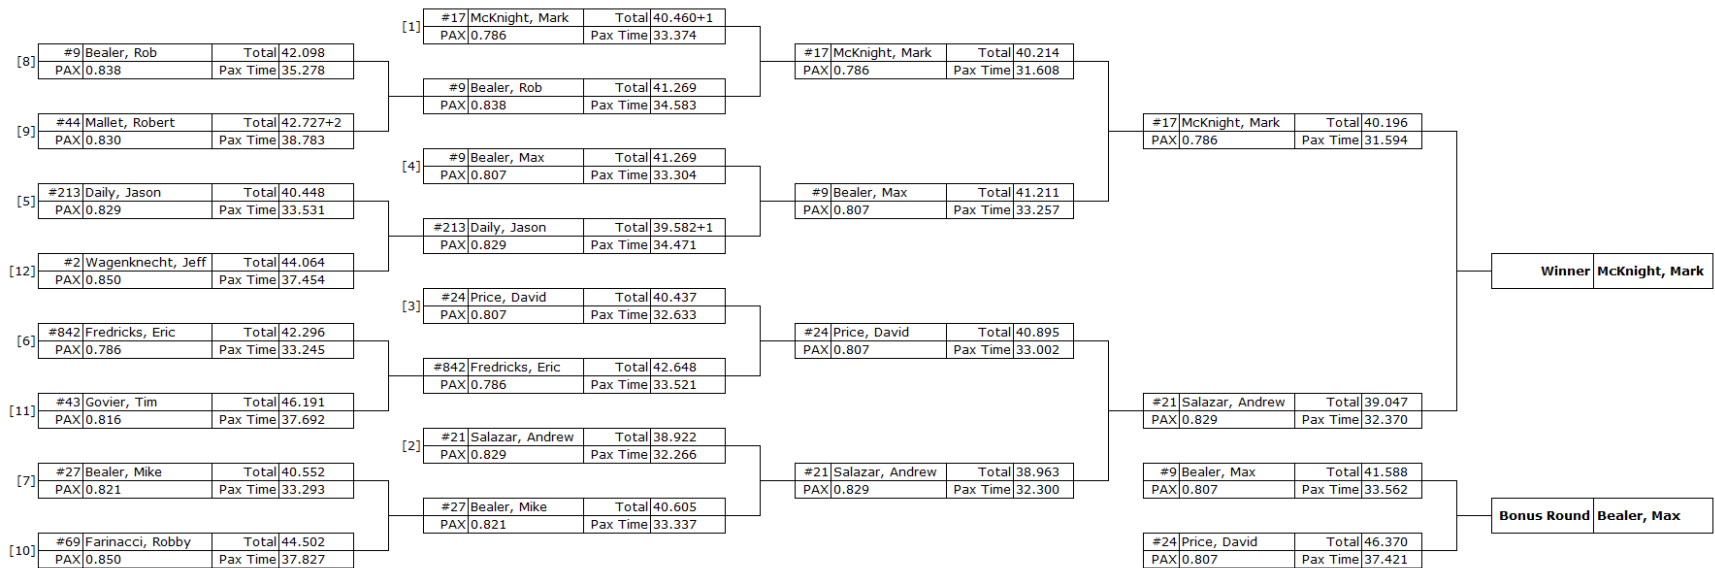 [8]
#9 Bealer, Rob Total 42.098
PAX 0.838 Pax Time 35.278
[9]
#44 Mallet, Robert Total 42.727+2
PAX 0.830 Pax Time 38.783
[5]
#213 Daily, Jason Total 40.448
PAX 0.829 Pax Time 33.531
[12]
#2 Wagenknecht, Jeff Total 44.064
PAX 0.850 Pax Time 37.454
[6]
#842 Fredricks, Eric Total 42.296
PAX 0.786 Pax Time 33.245
[11]
#43 Govier, Tim Total 46.191
PAX 0.816 Pax Time 37.692
[7]
#27 Bealer, Mike Total 40.552
PAX 0.821 Pax Time 33.293
[10]
#69 Farinacci, Robby Total 44.502
PAX 0.850 Pax Time 37.827
[1]
#17 McKnight, Mark Total 40.460+1
PAX 0.786 Pax Time 33.374
#9 Bealer, Rob Total 41.269
PAX 0.838 Pax Time 34.583
[4]
#9 Bealer, Max Total 41.269
PAX 0.807 Pax Time 33.304
#213 Daily, Jason Total 39.582+1
PAX 0.829 Pax Time 34.471
[3]
#24 Price, David Total 40.437
PAX 0.807 Pax Time 32.633
#842 Fredricks, Eric Total 42.648
PAX 0.786 Pax Time 33.521
[2]
#21 Salazar, Andrew Total 38.922
PAX 0.829 Pax Time 32.266
#27 Bealer, Mike Total 40.605
PAX 0.821 Pax Time 33.337
#17 McKnight, Mark Total 40.214
PAX 0.786 Pax Time 31.608
#9 Bealer, Max Total 41.211
PAX 0.807 Pax Time 33.257
#24 Price, David Total 40.895
PAX 0.807 Pax Time 33.002
#21 Salazar, Andrew Total 38.963
PAX 0.829 Pax Time 32.300
#17 McKnight, Mark Total 40.196
PAX 0.786 Pax Time 31.594
#21 Salazar, Andrew Total 39.047
PAX 0.829 Pax Time 32.370
#9 Bealer, Max Total 41.588
PAX 0.807 Pax Time 33.562
#24 Price, David Total 46.370
PAX 0.807 Pax Time 37.421
Winner McKnight, Mark
Bonus Round Bealer, Max